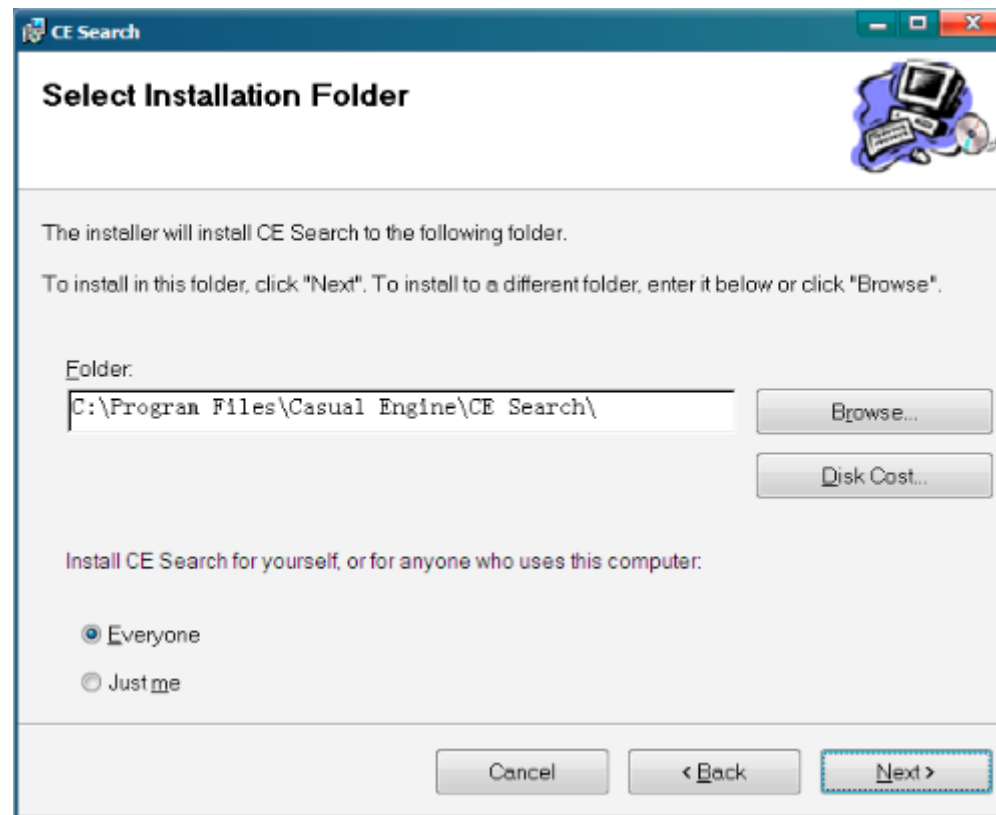 CE Search
Select Installation Folder
The installer will install CE Search to the following folder.
To install in this folder, click "Next". To install to a different folder, enter it below or click "Browse".
Folder:
C:\Program Files\Casual Engine\CE Search\
Browse...
Disk Cost...
Install CE Search for yourself, or for anyone who uses this computer:
Everyone
Just me
Cancel
< Back
Next >